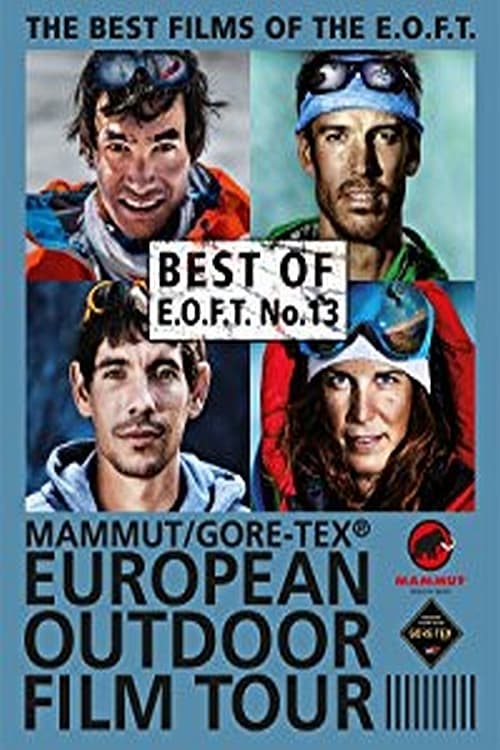 THE BEST FILMS OF THE E.O.F.T.
BEST OF
E.O.F.T. No.13
MAMMUT/GORE-TEX®
EUROPEAN
OUTDOOR
FILM TOUR
MAMMUT
GORE-TEX